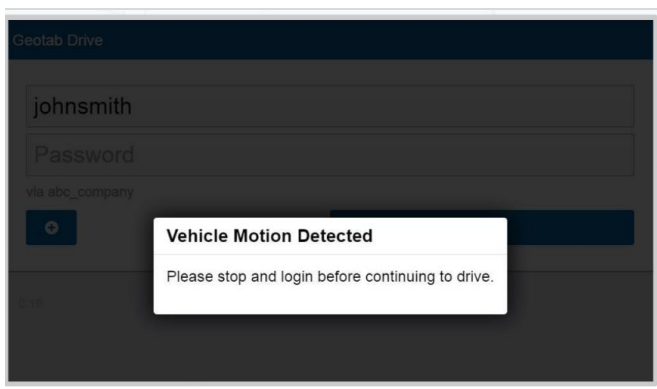 Geotab Drive
johnsmith
Password
via abc_company
Vehicle Motion Detected
Please stop and login before continuing to drive.